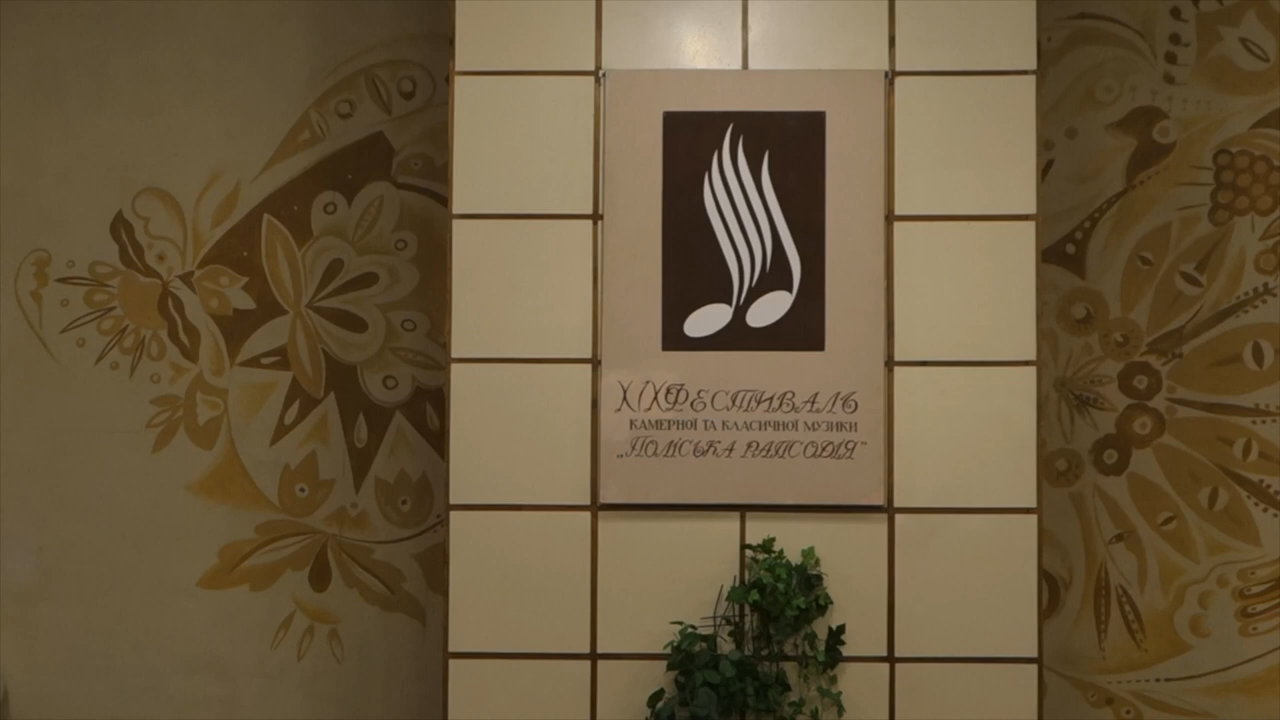 XIX ФЕСТИВАЛЬ
КАМЕРНОЇ ТА КЛАСИЧНОЇ МУЗИКИ
„ПОЛІСЬКА РАПСОДІЯ”